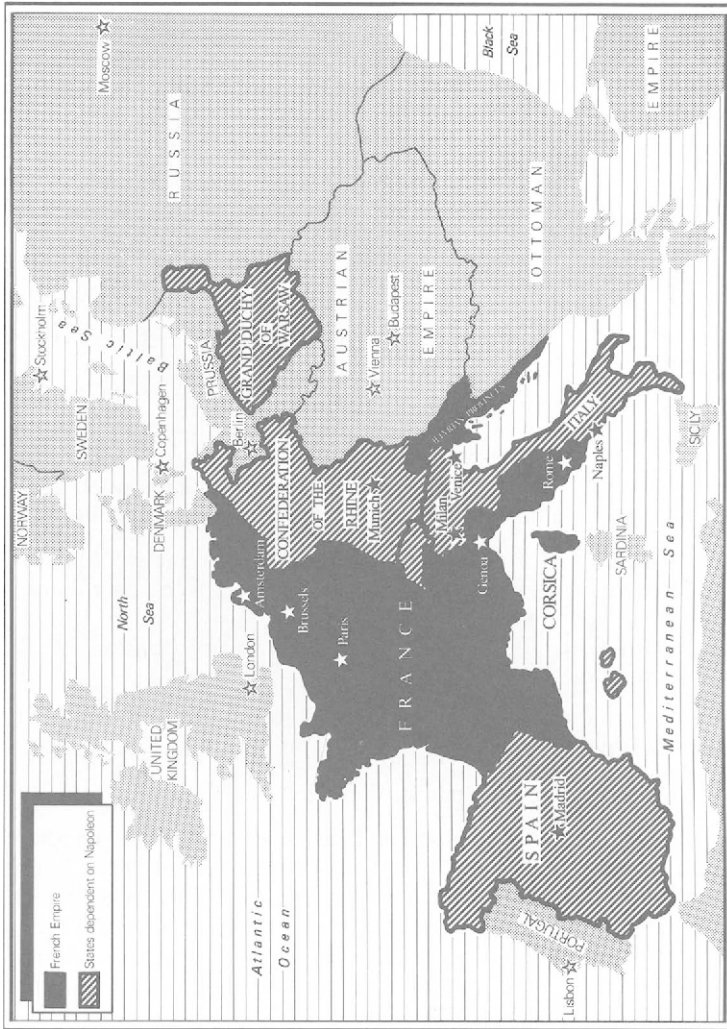 French Empire
States dependent on Napoleon
Atlantic
Ocean
North
Sea
UNITED
KINGDOM
London
NORWAY
SWEDEN
Stockholm
DENMARK
Copenhagen
Baltic Sea
Moscow
RUSSIA
PRUSSIA
Berlin
GRAND DUCHY
OF
WARSAW
Amsterdam
Brussels
Paris
FRANCE
CONFEDERATION
OF THE
RHINE
Munich
AUSTRIAN
EMPIRE
Vienna
Budapest
ILLYRIAN PROVINCES
Milan
Venice
Genoa
ITALY
Rome
Naples
CORSICA
SARDINIA
SICILY
OTTOMAN
EMPIRE
Black
Sea
SPAIN
Madrid
PORTUGAL
Lisbon
Mediterranean Sea